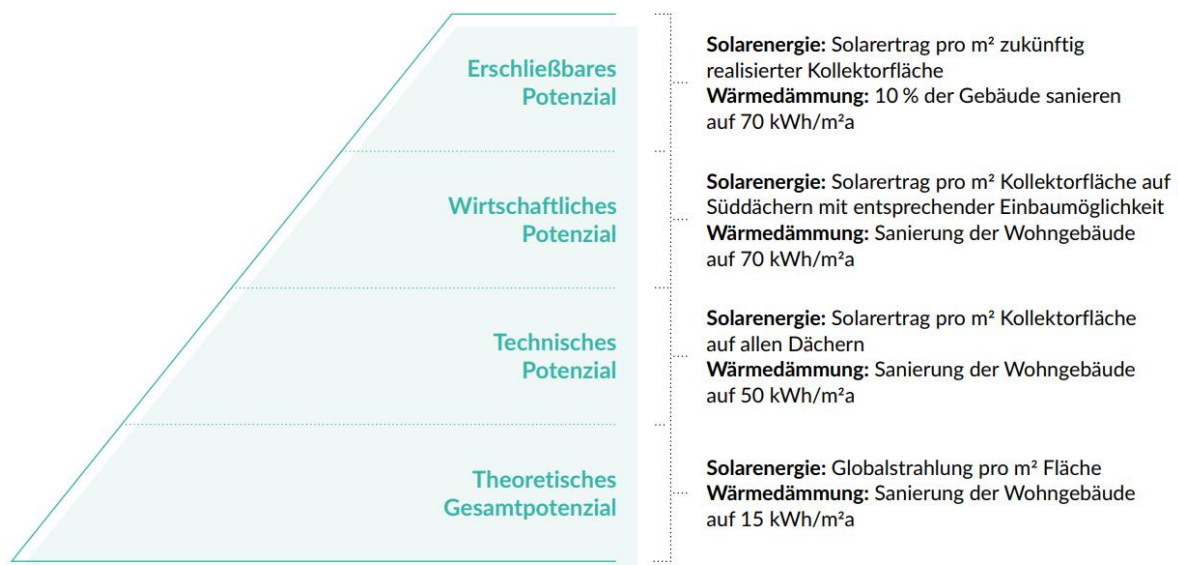 Erschließbares
Potenzial
Solarenergie: Solarertrag pro m² zukünftig
realisierter Kollektorfläche
Wärmedämmung: 10 % der Gebäude sanieren
auf 70 kWh/m²a
Wirtschaftliches
Potenzial
Solarenergie: Solarertrag pro m² Kollektorfläche auf
Süddächern mit entsprechender Einbaumöglichkeit
Wärmedämmung: Sanierung der Wohngebäude
auf 70 kWh/m²a
Technisches
Potenzial
Solarenergie: Solarertrag pro m² Kollektorfläche
auf allen Dächern
Wärmedämmung: Sanierung der Wohngebäude
auf 50 kWh/m²a
Theoretisches
Gesamtpotenzial
Solarenergie: Globalstrahlung pro m² Fläche
Wärmedämmung: Sanierung der Wohngebäude
auf 15 kWh/m²a